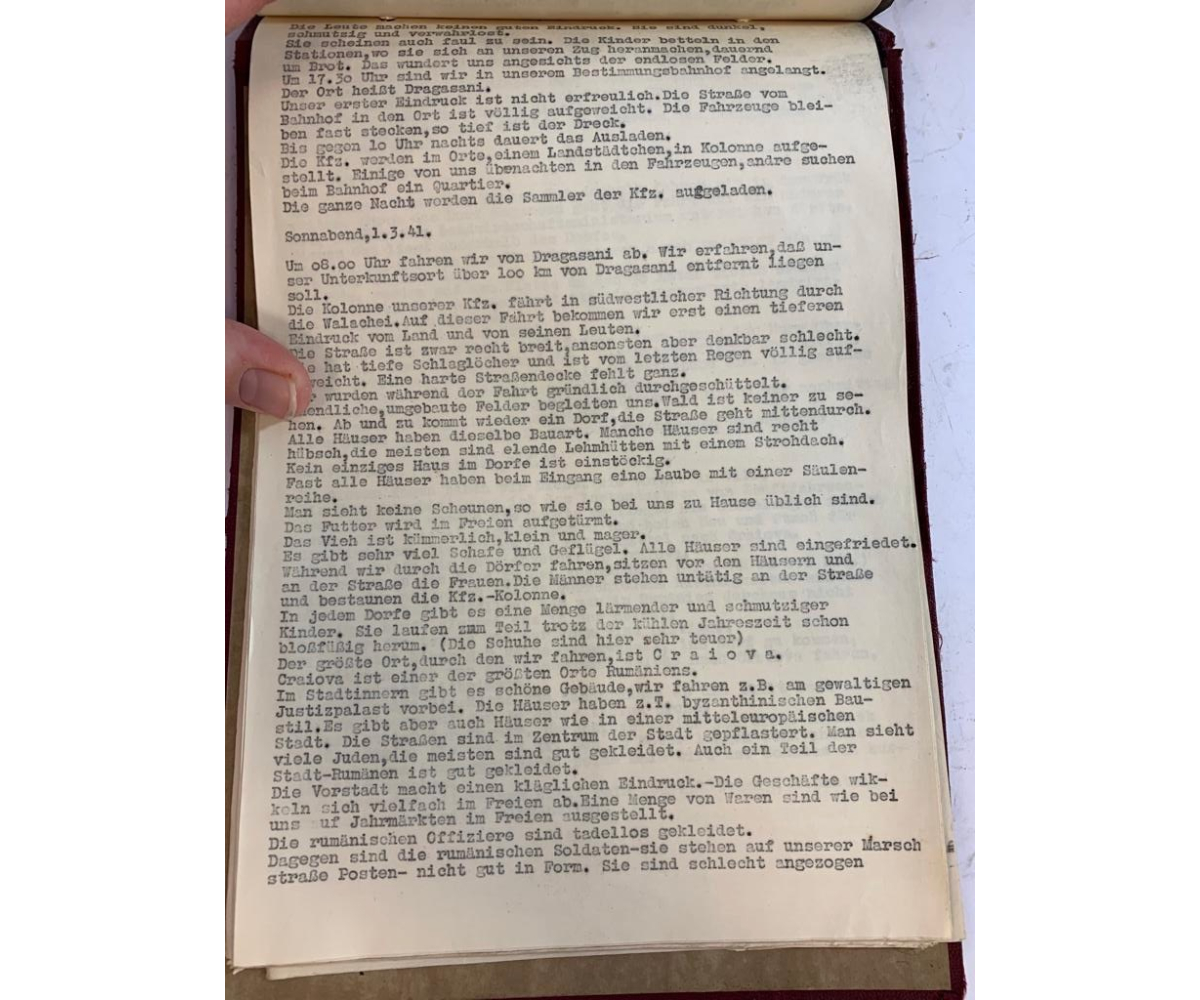 Die Leute machen keinen guten Eindruck. Sie sind dunkel,
schmutzig und verwahrlost.
Sie scheinen auch faul zu sein. Die Kinder betteln in den
Stationen,wo sie sich an unseren Zug heranmachen,dauernd
um Brot. Das wundert uns angesichts der endlosen Felder.
Um 17.30 Uhr sind wir in unserem Bestimmungsbahnhof angelangt.
Der Ort heißt Dragasani.
Unser erster Eindruck ist nicht erfreulich.Die Straße vom
Bahnhof in den Ort ist völlig aufgeweicht. Die Fahrzeuge blei-
ben fast stecken,so tief ist der Dreck.
Bis gegen 1o Uhr nachts dauert das Ausladen.
Die Kfz. werden im Orte,einem Landstädtchen,in Kolonne aufge-
stellt. Einige von uns übenachten in den Fahrzeugen,andre suchen
beim Bahnhof ein Quartier.
Die ganze Nacht werden die Sammler der Kfz. aufgeladen.
Sonnabend,1.3.41.
Um o8.oo Uhr fahren wir von Dragasani ab. Wir erfahren,daß un-
ser Unterkunftsort über 1oo km von Dragasani entfernt liegen
soll.
Die Kolonne unserer Kfz. fährt in südwestlicher Richtung durch
die Walachei.Auf dieser Fahrt bekommen wir erst einen tieferen
Eindruck vom Land und von seinen Leuten.
Die Straße ist zwar recht breit,ansonsten aber denkbar schlecht.
e hat tiefe Schlaglöcher und ist vom letzten Regen völlig auf-
weicht. Eine harte Straßendecke fehlt ganz.
r wurden während der Fahrt gründlich durchgeschüttelt.
endliche,umgebaute Felder begleiten uns.Wald ist keiner zu se-
hen. Ab und zu kommt wieder ein Dorf,die Straße geht mittendurch.
Alle Häuser haben dieselbe Bauart. Manche Häuser sind recht
hübsch,die meisten sind elende Lehmhütten mit einem Strohdach.
Kein einziges Haus im Dorfe ist einstöckig.
Fast alle Häuser haben beim Eingang eine Laube mit einer Säulen-
reihe.
Man sieht keine Scheunen,so wie sie bei uns zu Hause üblich sind.
Das Futter wird im Freien aufgetürmt.
Das Vieh ist kümmerlich,klein und mager.
Es gibt sehr viel Schafe und Geflügel. Alle Häuser sind eingefriedet.
Während wir durch die Dörfer fahren,sitzen vor den Häusern und
an der Straße die Frauen.Die Männer stehen untätig an der Straße
und bestaunen die Kfz.-Kolonne.
In jedem Dorfe gibt es eine Menge lärmender und schmutziger
Kinder. Sie laufen zum Teil trotz der kühlen Jahreszeit schon
bloßfüßig herum. (Die Schuhe sind hier sehr teuer)
Der größte Ort,durch den wir fahren,ist C r a i o v a.
Craiova ist einer der größten Orte Rumäniens.
Im Stadtinnern gibt es schöne Gebäude,wir fahren z.B. am gewaltigen
Justizpalast vorbei. Die Häuser haben z.T. byzanthinischen Bau-
stil.Es gibt aber auch Häuser wie in einer mitteleuropäischen
Stadt. Die Straßen sind im Zentrum der Stadt gepflastert. Man sieht
viele Juden,die meisten sind gut gekleidet. Auch ein Teil der
Stadt-Rumänen ist gut gekleidet.
Die Vorstadt macht einen kläglichen Eindruck.-Die Geschäfte wik-
keln sich vielfach im Freien ab.Eine Menge von Waren sind wie bei
uns uf Jahrmärkten im Freien ausgestellt.
Die rumänischen Offiziere sind tadellos gekleidet.
Dagegen sind die rumänischen Soldaten-sie stehen auf unserer Marsch
straße Posten- nicht gut in Form. Sie sind schlecht angezogen